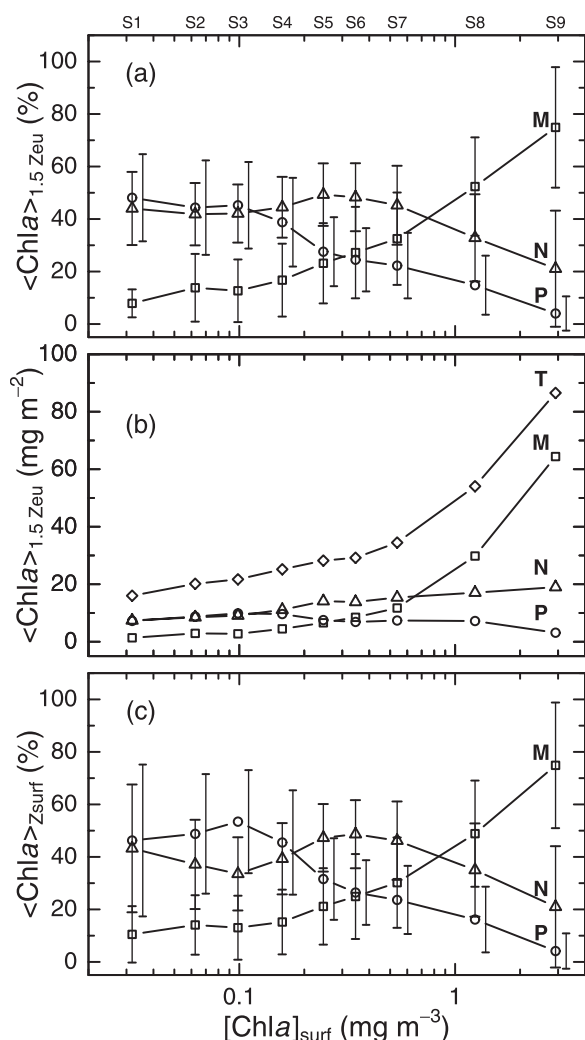 S1 S2 S3 S4 S5 S6 S7 S8 S9
(a)
<Chla>1.5 Zeu (%)
100
80
60
40
20
0
M
N
P
(b)
<Chla>1.5 Zeu (mg m−2)
100
80
60
40
20
0
T
M
N
P
(c)
<Chla>Zsurf (%)
100
80
60
40
20
0
M
N
P
0.1 1
[Chla]surf (mg m−3)